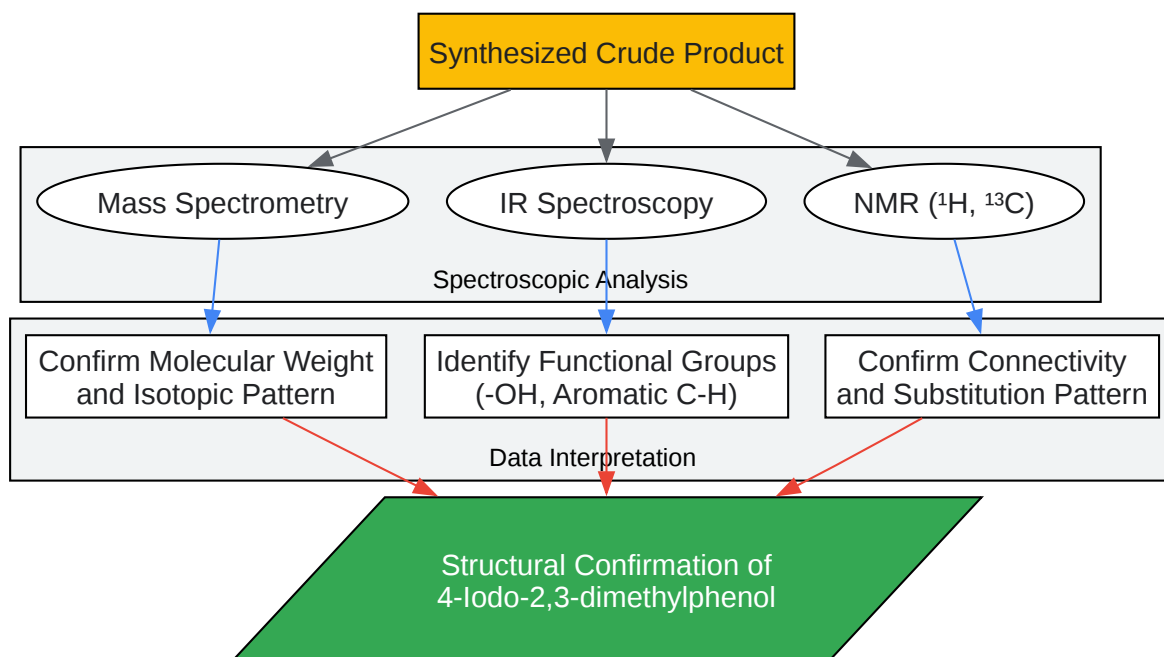 Synthesized Crude Product
Mass Spectrometry
IR Spectroscopy
NMR (¹H, ¹³C)
Spectroscopic Analysis
Confirm Molecular Weight
and Isotopic Pattern
Identify Functional Groups
(-OH, Aromatic C-H)
Confirm Connectivity
and Substitution Pattern
Data Interpretation
Structural Confirmation of
4-Iodo-2,3-dimethylphenol